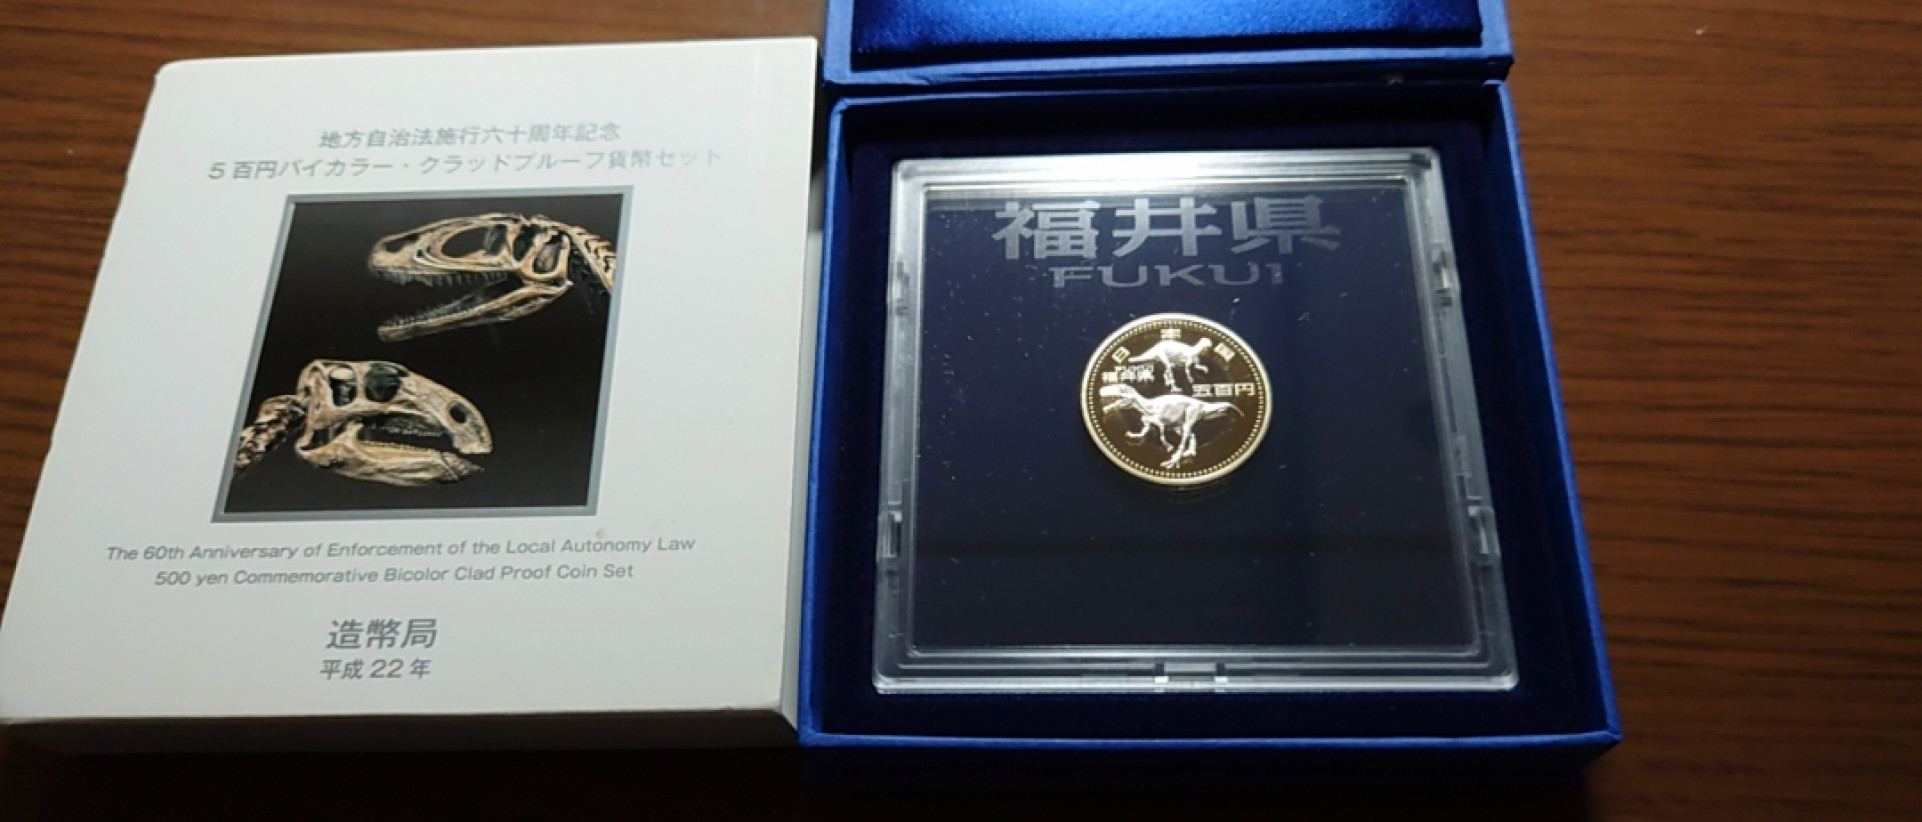 地方自治法施行六十周年記念
5百円バイカラー・クラッドプルーフ貨幣セット
The 60th Anniversary of Enforcement of the Local Autonomy Law
500 yen Commemorative Bicolor Clad Proof Coin Set
造幣局
平成22年
福井県
FUKUI
日本国
福井県
五百円